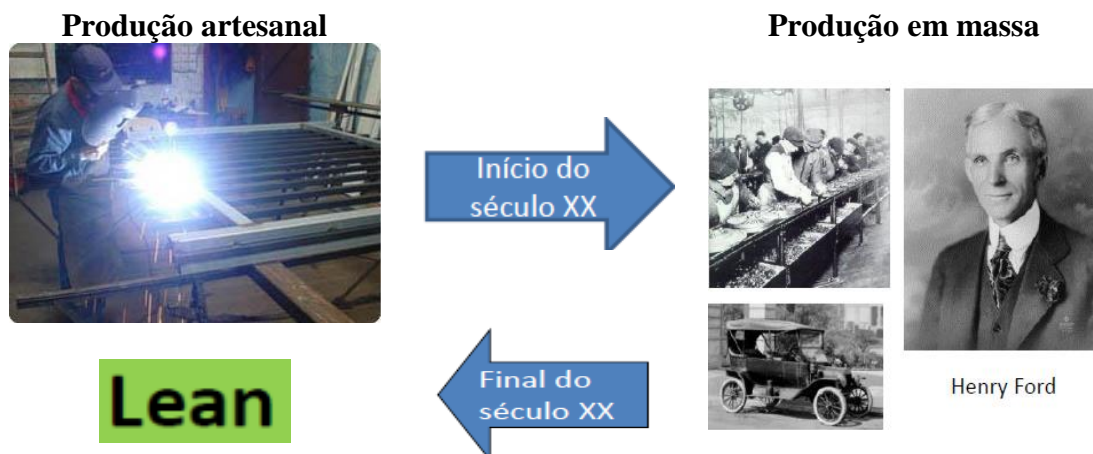 Produção artesanal
Produção em massa
Início do
século XX
Lean
Final do
século XX
Henry Ford